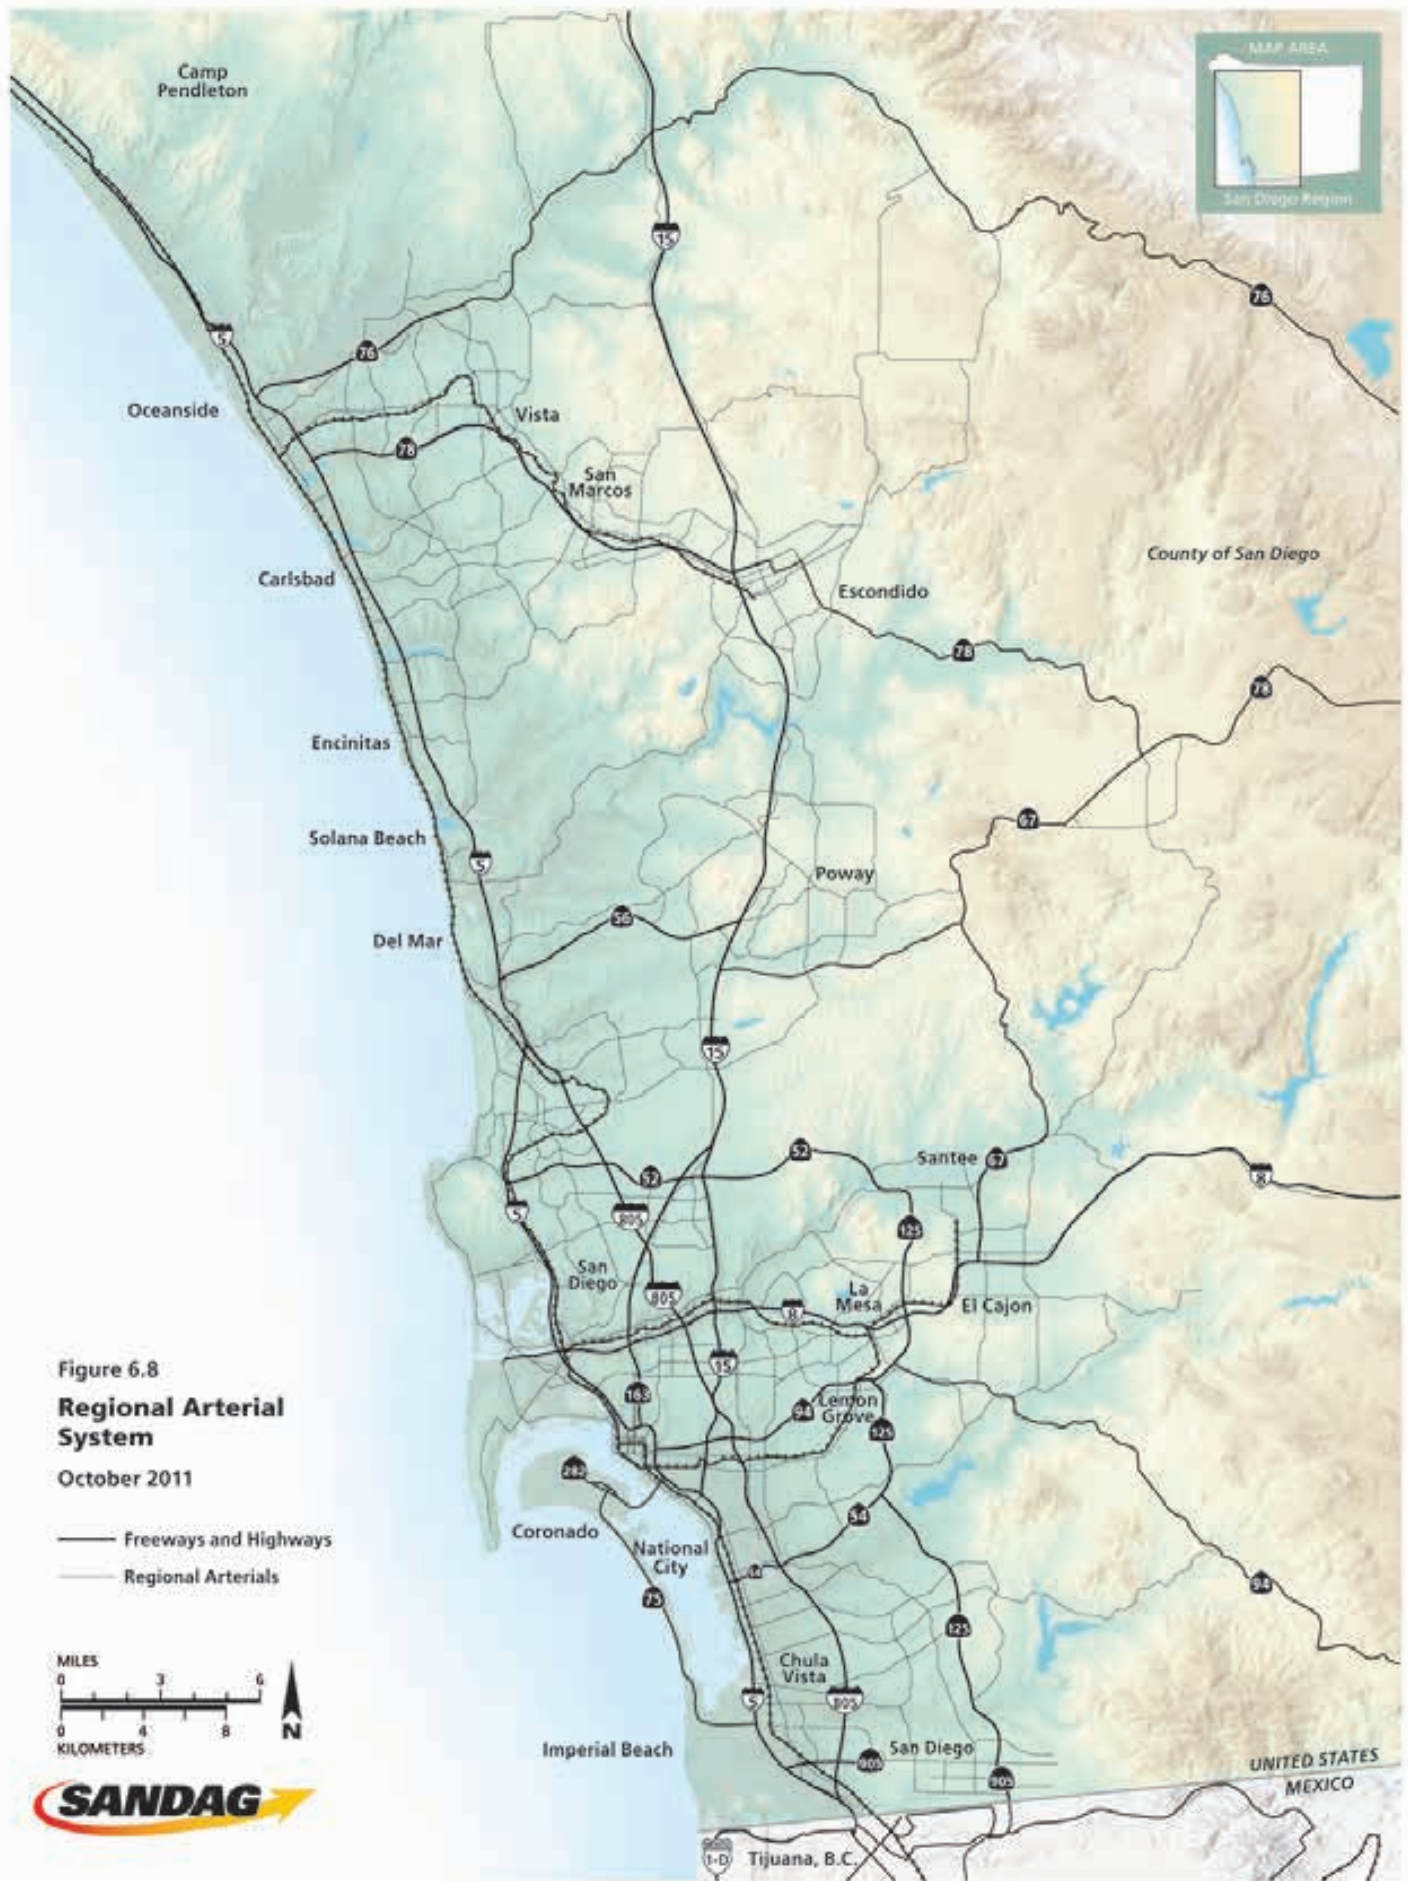 MAP AREA
San Diego Region
Camp
Pendleton
15
76
5
76
Oceanside
Vista
78
San
Marcos
County of San Diego
Carlsbad
Escondido
78
78
Encinitas
67
Solana Beach
5
Poway
56
Del Mar
15
52
Santee
67
52
8
5
805
125
San
Diego
805
La
Mesa
8
El Cajon
15
Figure 6.8
Regional Arterial
System
October 2011
163
94
Lemon
Grove
125
282
54
Coronado
National
City
Freeways and Highways
Regional Arterials
75
94
125
Chula
Vista
5
805
MILES
0 3 6
0 4 8
KILOMETERS
N
Imperial Beach
905
San Diego
905
UNITED STATES
MEXICO
SANDAG
1-D
Tijuana, B.C.